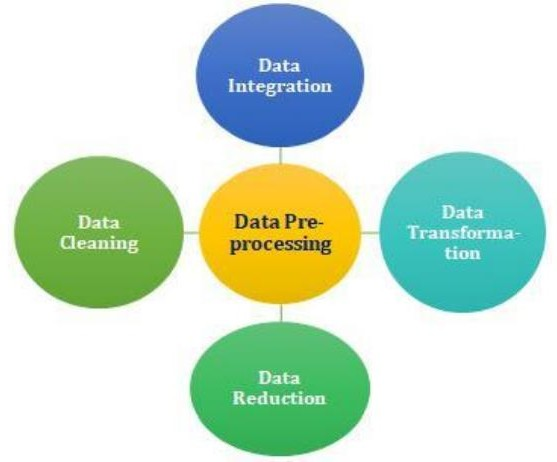 Data
Integration
Data
Cleaning
Data Pre-
processing
Data
Transforma-
tion
Data
Reduction